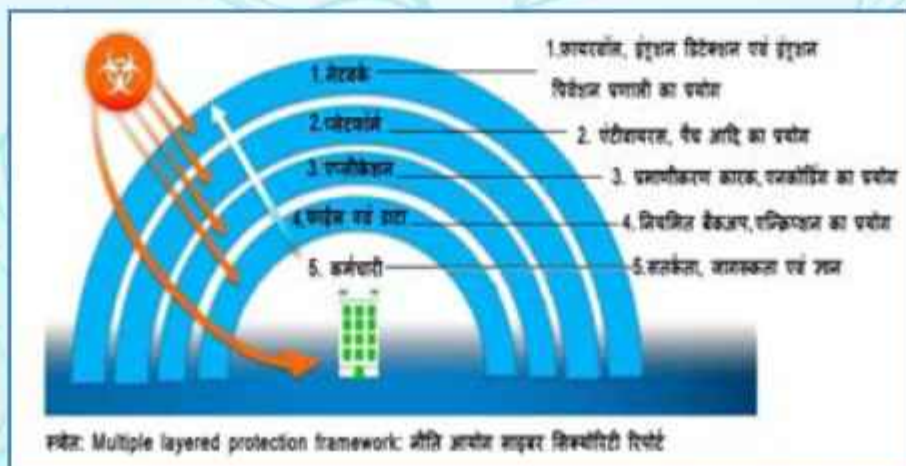 1.नेटवर्क
1.फ़ायरवॉल, इंट्रूशन डिटेक्शन एवं इंट्रूशन
प्रिवेंशन प्रणाली का प्रयोग
2.प्लेटफॉर्म
2. एंटीवायरस, पैच आदि का प्रयोग
3.एप्लीकेशन
3. प्रमाणीकरण कारक,एनकोडिंग का प्रयोग
4.फाईल एवं डाटा
4.नियमित बैकअप,एन्क्रिप्शन का प्रयोग
5. कर्मचारी
5.सतर्कता, जागरूकता एवं ज्ञान
स्त्रोत: Multiple layered protection framework: नीति आयोग साइबर सिक्योरिटी रिपोर्ट